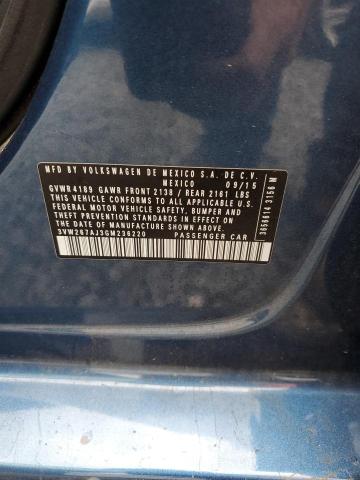 MFD BY VOLKSWAGEN DE MEXICO S.A. DE C.V.
MEXICO 09/15
GVWR 4189 GAWR FRONT 2138 / REAR 2161 LBS
THIS VEHICLE CONFORMS TO ALL APPLICABLE U.S.
FEDERAL MOTOR VEHICLE SAFETY, BUMPER AND
THEFT PREVENTION STANDARDS IN EFFECT ON
THE DATE OF MANUFACTURE SHOWN ABOVE.
3VW267AJ3GM236220 PASSENGER CAR
3656614 3156 M